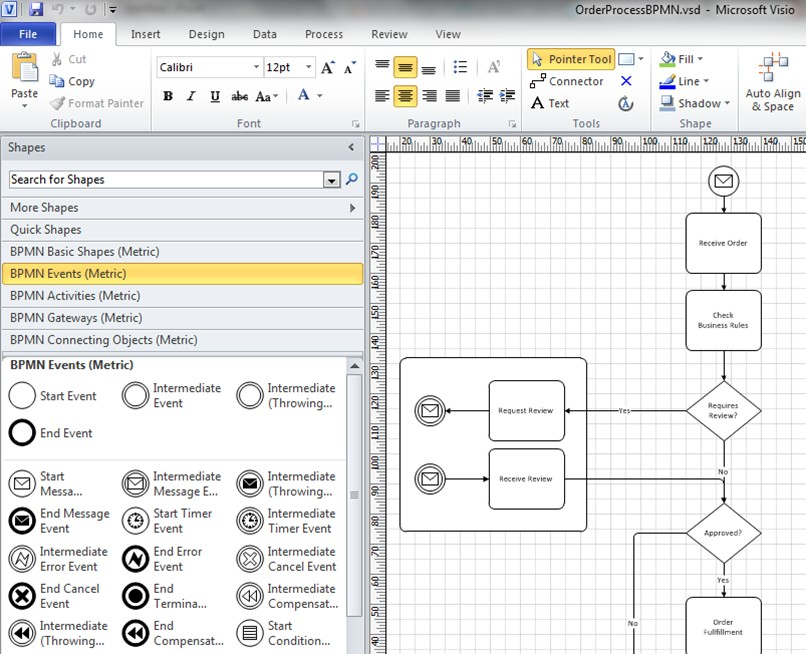 OrderProcessBPMN.vsd - Microsoft Visio
File Home Insert Design Data Process Review View
Paste
Cut
Copy
Format Painter
Clipboard
Calibri 12pt A A
B I U abc Aa A
Font
A
Paragraph
Pointer Tool
Connector
A Text
Tools
Fill
Line
Shadow
Shape
Auto Align
& Space
Shapes
Search for Shapes
More Shapes
Quick Shapes
BPMN Basic Shapes (Metric)
BPMN Events (Metric)
BPMN Activities (Metric)
BPMN Gateways (Metric)
BPMN Connecting Objects (Metric)
BPMN Events (Metric)
Start Event
Intermediate
Event
Intermediate
(Throwing...
End Event
Start
Messa...
Intermediate
Message E...
Intermediate
(Throwing...
End Message
Event
Start Timer
Event
Intermediate
Timer Event
Intermediate
Error Event
End Error
Event
Intermediate
Cancel Event
End Cancel
Event
End
Termina...
Intermediate
Compensat...
Intermediate
(Throwing...
End
Compensat...
Start
Condition...
20 30 40 50 60 70 80 90 100 110 120 130 140 150
200
190
180
170
160
150
140
130
120
110
100
90
80
70
60
50
40
Receive Order
Check
Business Rules
Requires
Review?
Yes
Request Review
Receive Review
No
Approved?
Yes
No
Order
Fullfillment